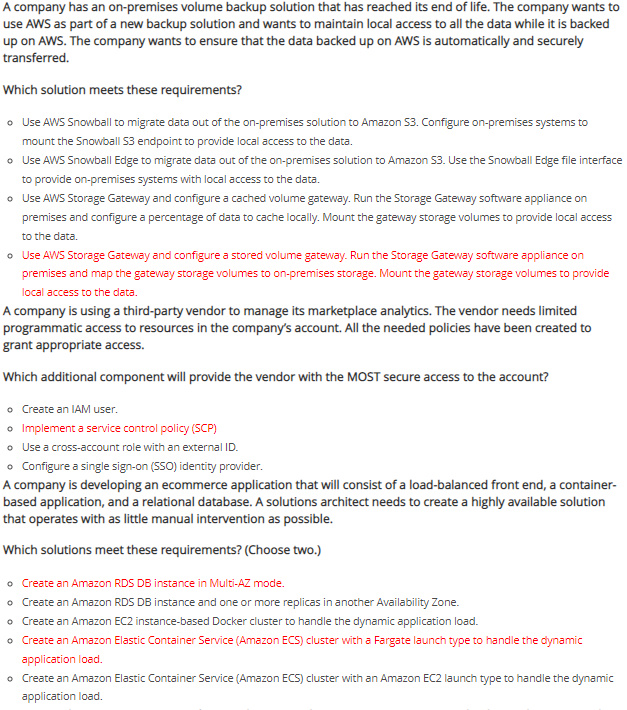 A company has an on-premises volume backup solution that has reached its end of life. The company wants to
use AWS as part of a new backup solution and wants to maintain local access to all the data while it is backed
up on AWS. The company wants to ensure that the data backed up on AWS is automatically and securely
transferred.
Which solution meets these requirements?
o Use AWS Snowball to migrate data out of the on-premises solution to Amazon S3. Configure on-premises systems to
mount the Snowball S3 endpoint to provide local access to the data.
o Use AWS Snowball Edge to migrate data out of the on-premises solution to Amazon S3. Use the Snowball Edge file interface
to provide on-premises systems with local access to the data.
o Use AWS Storage Gateway and configure a cached volume gateway. Run the Storage Gateway software appliance on
premises and configure a percentage of data to cache locally. Mount the gateway storage volumes to provide local access
to the data.
o Use AWS Storage Gateway and configure a stored volume gateway. Run the Storage Gateway software appliance on
premises and map the gateway storage volumes to on-premises storage. Mount the gateway storage volumes to provide
local access to the data.
A company is using a third-party vendor to manage its marketplace analytics. The vendor needs limited
programmatic access to resources in the company's account. All the needed policies have been created to
grant appropriate access.
Which additional component will provide the vendor with the MOST secure access to the account?
o Create an IAM user.
o Implement a service control policy (SCP)
o Use a cross-account role with an external ID.
o Configure a single sign-on (SSO) identity provider.
A company is developing an ecommerce application that will consist of a load-balanced front end, a container-
based application, and a relational database. A solutions architect needs to create a highly available solution
that operates with as little manual intervention as possible.
Which solutions meet these requirements? (Choose two.)
o Create an Amazon RDS DB instance in Multi-AZ mode.
o Create an Amazon RDS DB instance and one or more replicas in another Availability Zone.
o Create an Amazon EC2 instance-based Docker cluster to handle the dynamic application load.
o Create an Amazon Elastic Container Service (Amazon ECS) cluster with a Fargate launch type to handle the dynamic
application load.
o Create an Amazon Elastic Container Service (Amazon ECS) cluster with an Amazon EC2 launch type to handle the dynamic
application load.